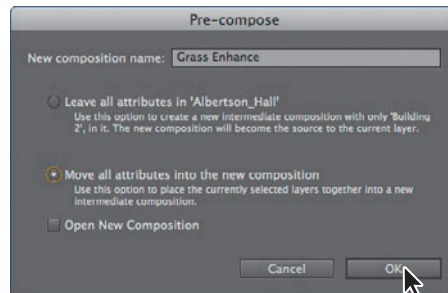 Pre-compose
New composition name: Grass Enhance
Leave all attributes in 'Albertson_Hall'
Use this option to create a new intermediate composition with only 'Building
2', in it. The new composition will become the source to the current layer.
Move all attributes into the new composition
Use this option to place the currently selected layers together into a new
intermediate composition.
Open New Composition
Cancel
OK